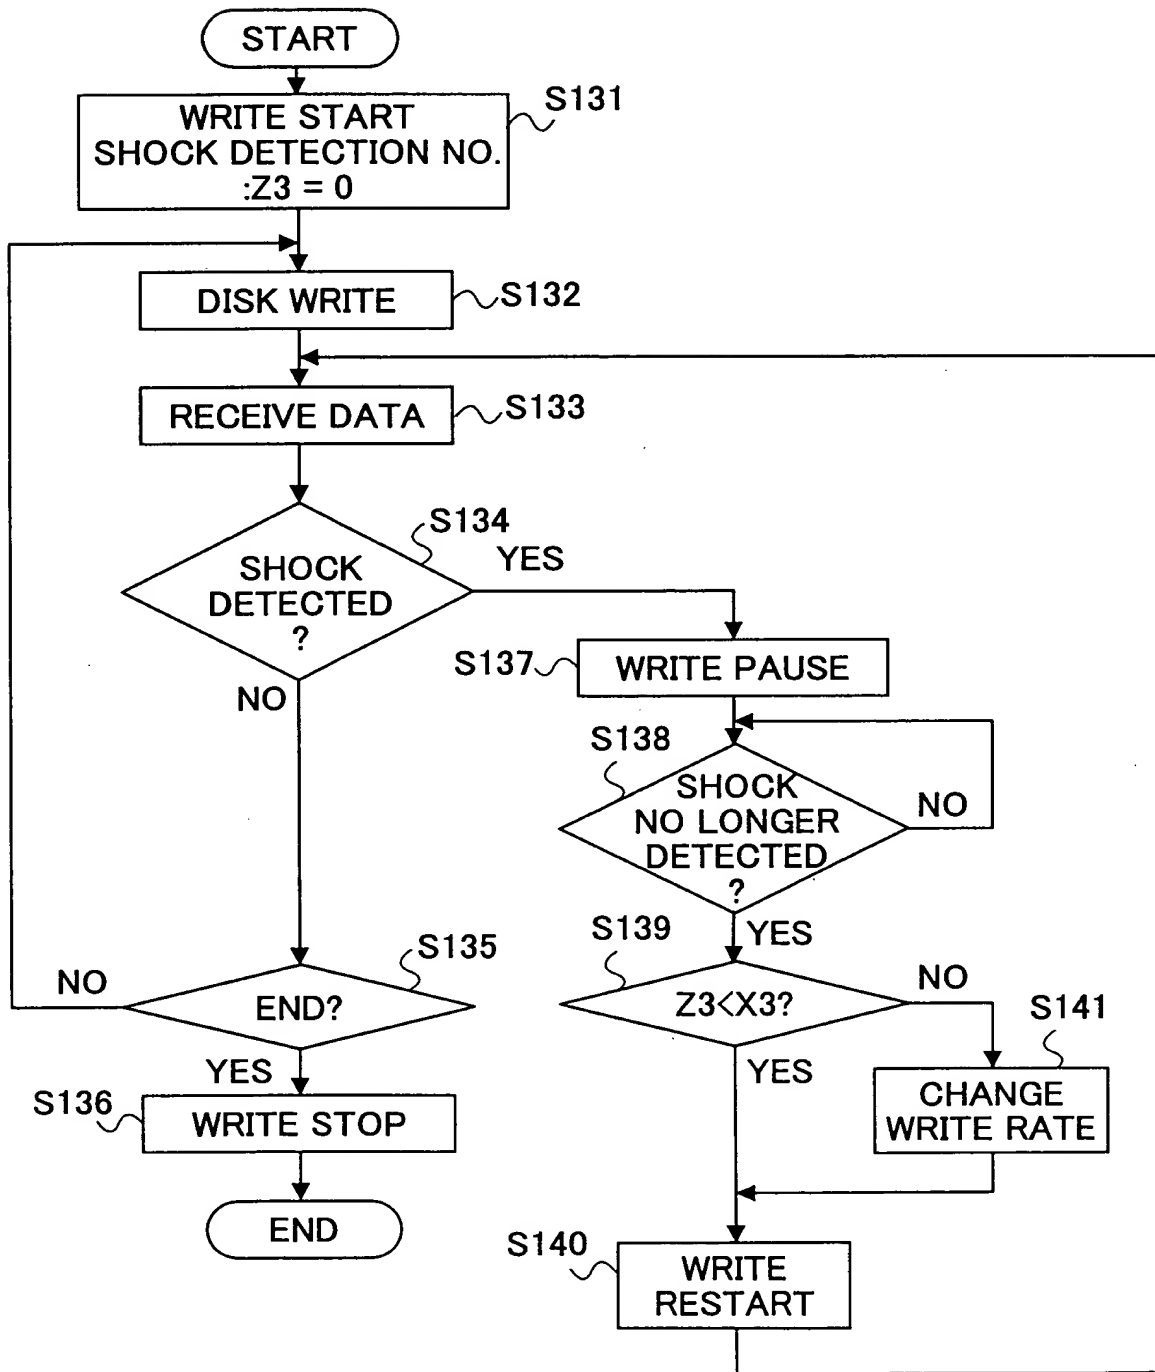 START
WRITE START
SHOCK DETECTION NO.
:Z3 = 0
S131
DISK WRITE
S132
RECEIVE DATA
S133
SHOCK
DETECTED
?
S134
YES
NO
WRITE PAUSE
S137
SHOCK
NO LONGER
DETECTED
?
S138
NO
YES
END?
S135
NO
YES
Z3<X3?
S139
NO
YES
CHANGE
WRITE RATE
S141
WRITE STOP
S136
END
WRITE
RESTART
S140